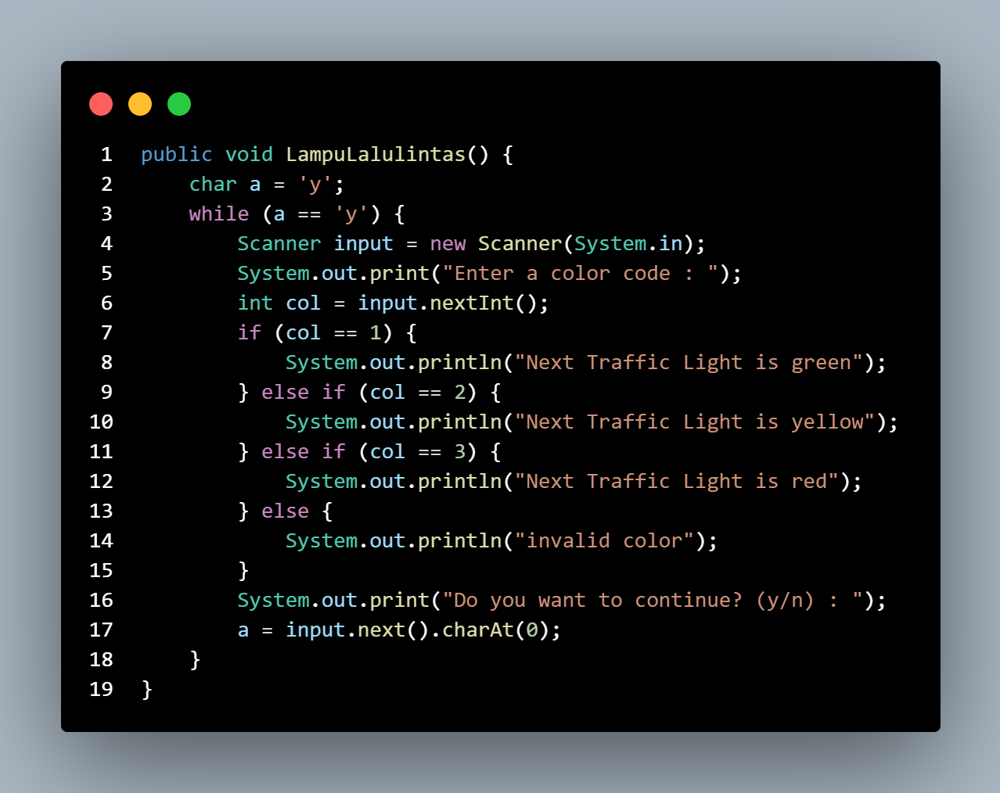 1 public void LampuLalulintas() {
2     char a = 'y';
3     while (a == 'y') {
4         Scanner input = new Scanner(System.in);
5         System.out.print("Enter a color code : ");
6         int col = input.nextInt();
7         if (col == 1) {
8             System.out.println("Next Traffic Light is green");
9         } else if (col == 2) {
10             System.out.println("Next Traffic Light is yellow");
11         } else if (col == 3) {
12             System.out.println("Next Traffic Light is red");
13         } else {
14             System.out.println("invalid color");
15         }
16         System.out.print("Do you want to continue? (y/n) : ");
17         a = input.next().charAt(0);
18     }
19 }